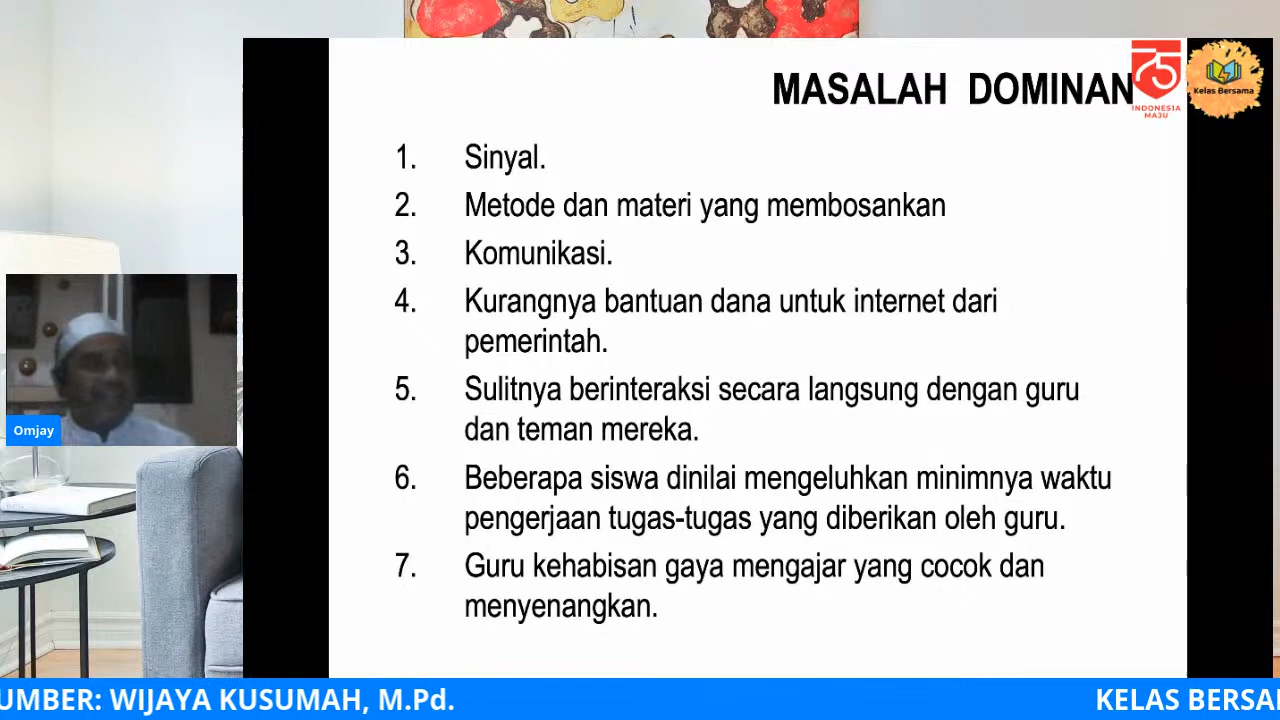 MASALAH DOMINAN
75
INDONESIA
MAJU
Kelas Bersama
1. Sinyal.
2. Metode dan materi yang membosankan
3. Komunikasi.
4. Kurangnya bantuan dana untuk internet dari
pemerintah.
5. Sulitnya berinteraksi secara langsung dengan guru
dan teman mereka.
6. Beberapa siswa dinilai mengeluhkan minimnya waktu
pengerjaan tugas-tugas yang diberikan oleh guru.
7. Guru kehabisan gaya mengajar yang cocok dan
menyenangkan.
Omjay
UMBER: WIJAYA KUSUMAH, M.Pd.
KELAS BERSA